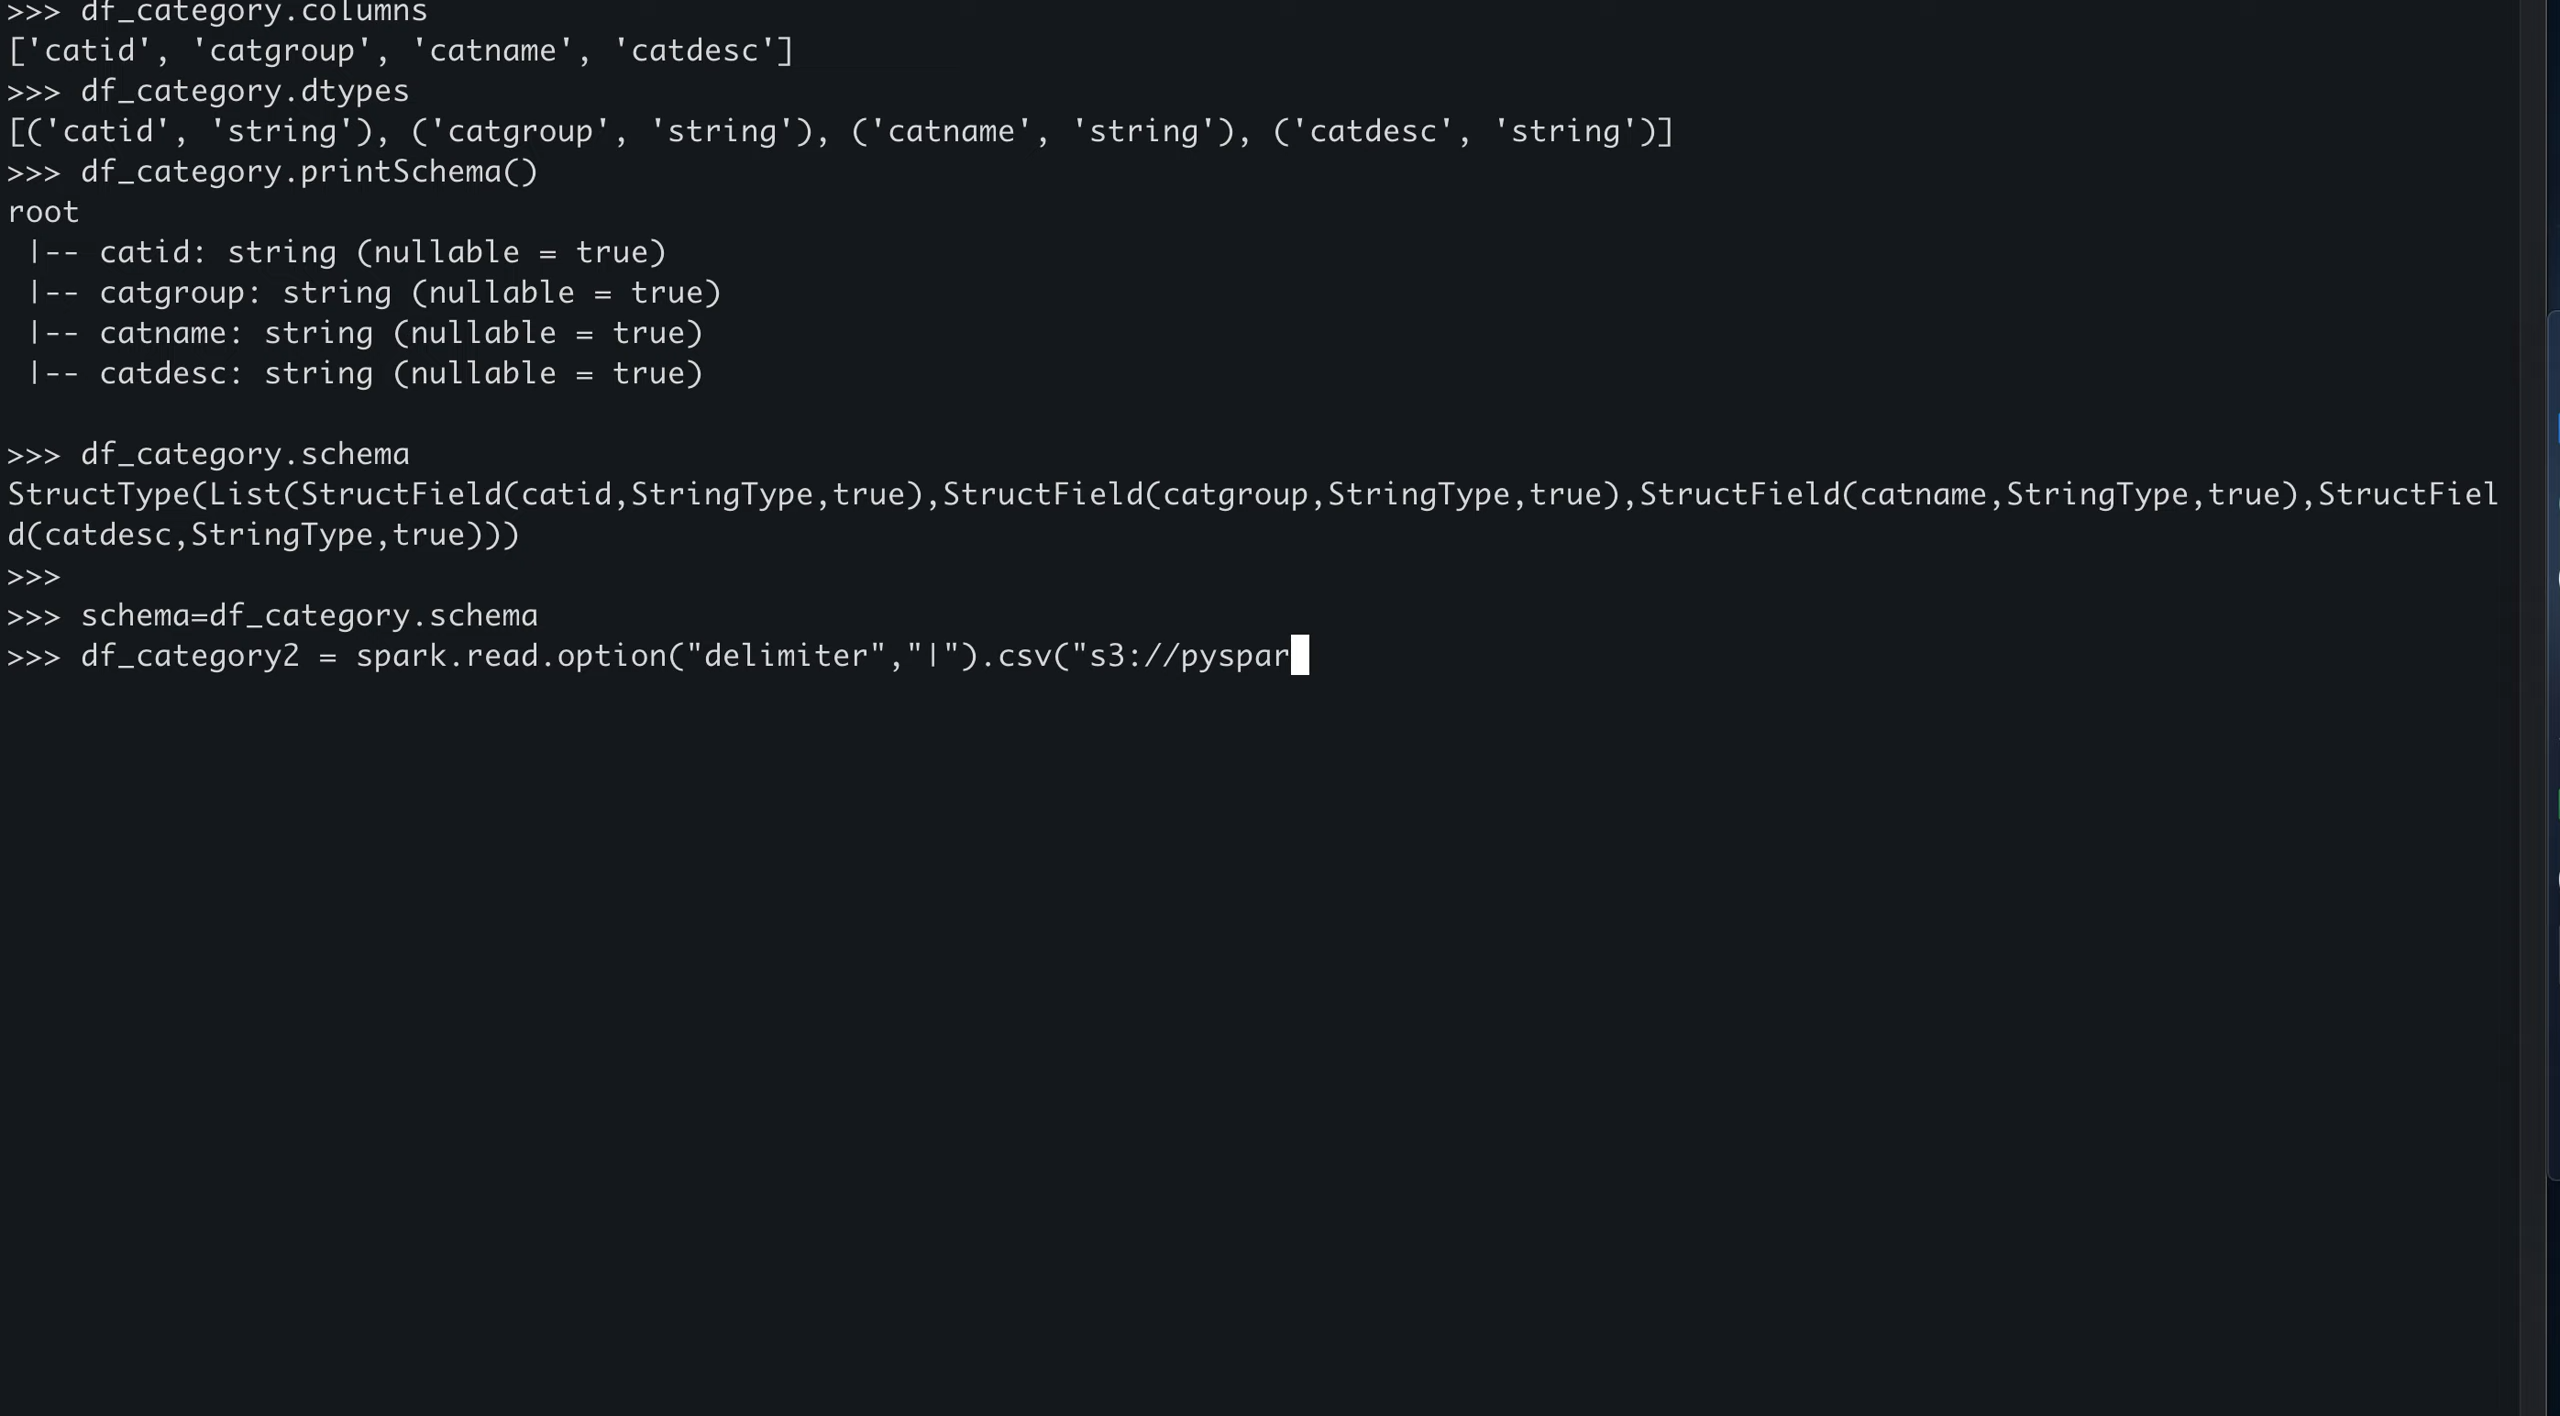 >>> df_category.columns
['catid', 'catgroup', 'catname', 'catdesc']
>>> df_category.dtypes
[('catid', 'string'), ('catgroup', 'string'), ('catname', 'string'), ('catdesc', 'string')]
>>> df_category.printSchema()
root
 |-- catid: string (nullable = true)
 |-- catgroup: string (nullable = true)
 |-- catname: string (nullable = true)
 |-- catdesc: string (nullable = true)
>>> df_category.schema
StructType(List(StructField(catid,StringType,true),StructField(catgroup,StringType,true),StructField(catname,StringType,true),StructFiel
d(catdesc,StringType,true)))
>>>
>>> schema=df_category.schema
>>> df_category2 = spark.read.option("delimiter","|").csv("s3://pyspar